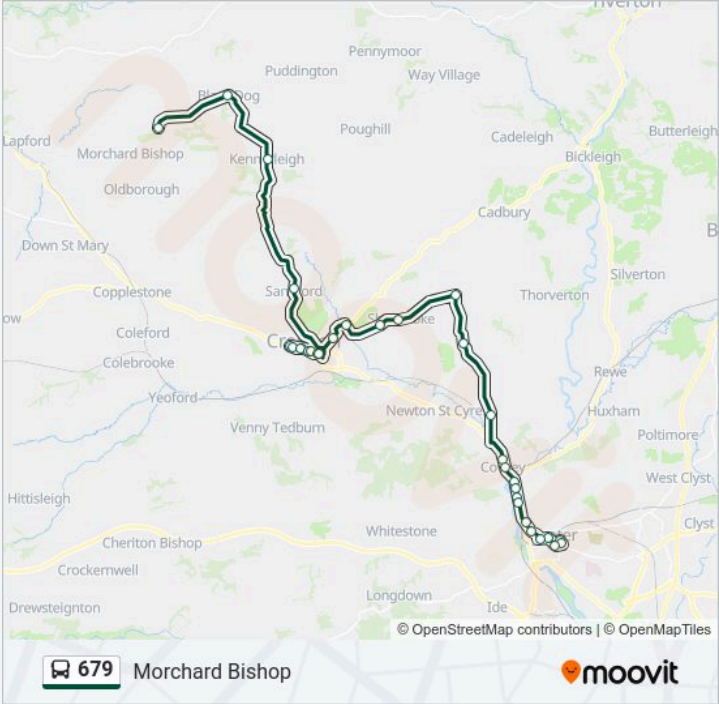 Tiverton
Pennymoor
Puddington
Way Village
Lapford
Poughill
Cadeleigh
Butterleigh
Morchard Bishop
Bickleigh
Oldborough
Cadbury
Down St Mary
Silverton
Copplestone
Thorverton
ow
Coleford
Colebrooke
Rewe
Yeoford
Newton St Cyres
Huxham
Venny Tedburn
Poltimore
West Clyst
Hittisleigh
Whitestone
Clyst
Cheriton Bishop
Crockernwell
Longdown
Drewsteignton
Ide
© OpenStreetMap contributors | © OpenMapTiles
679 Morchard Bishop
moovit